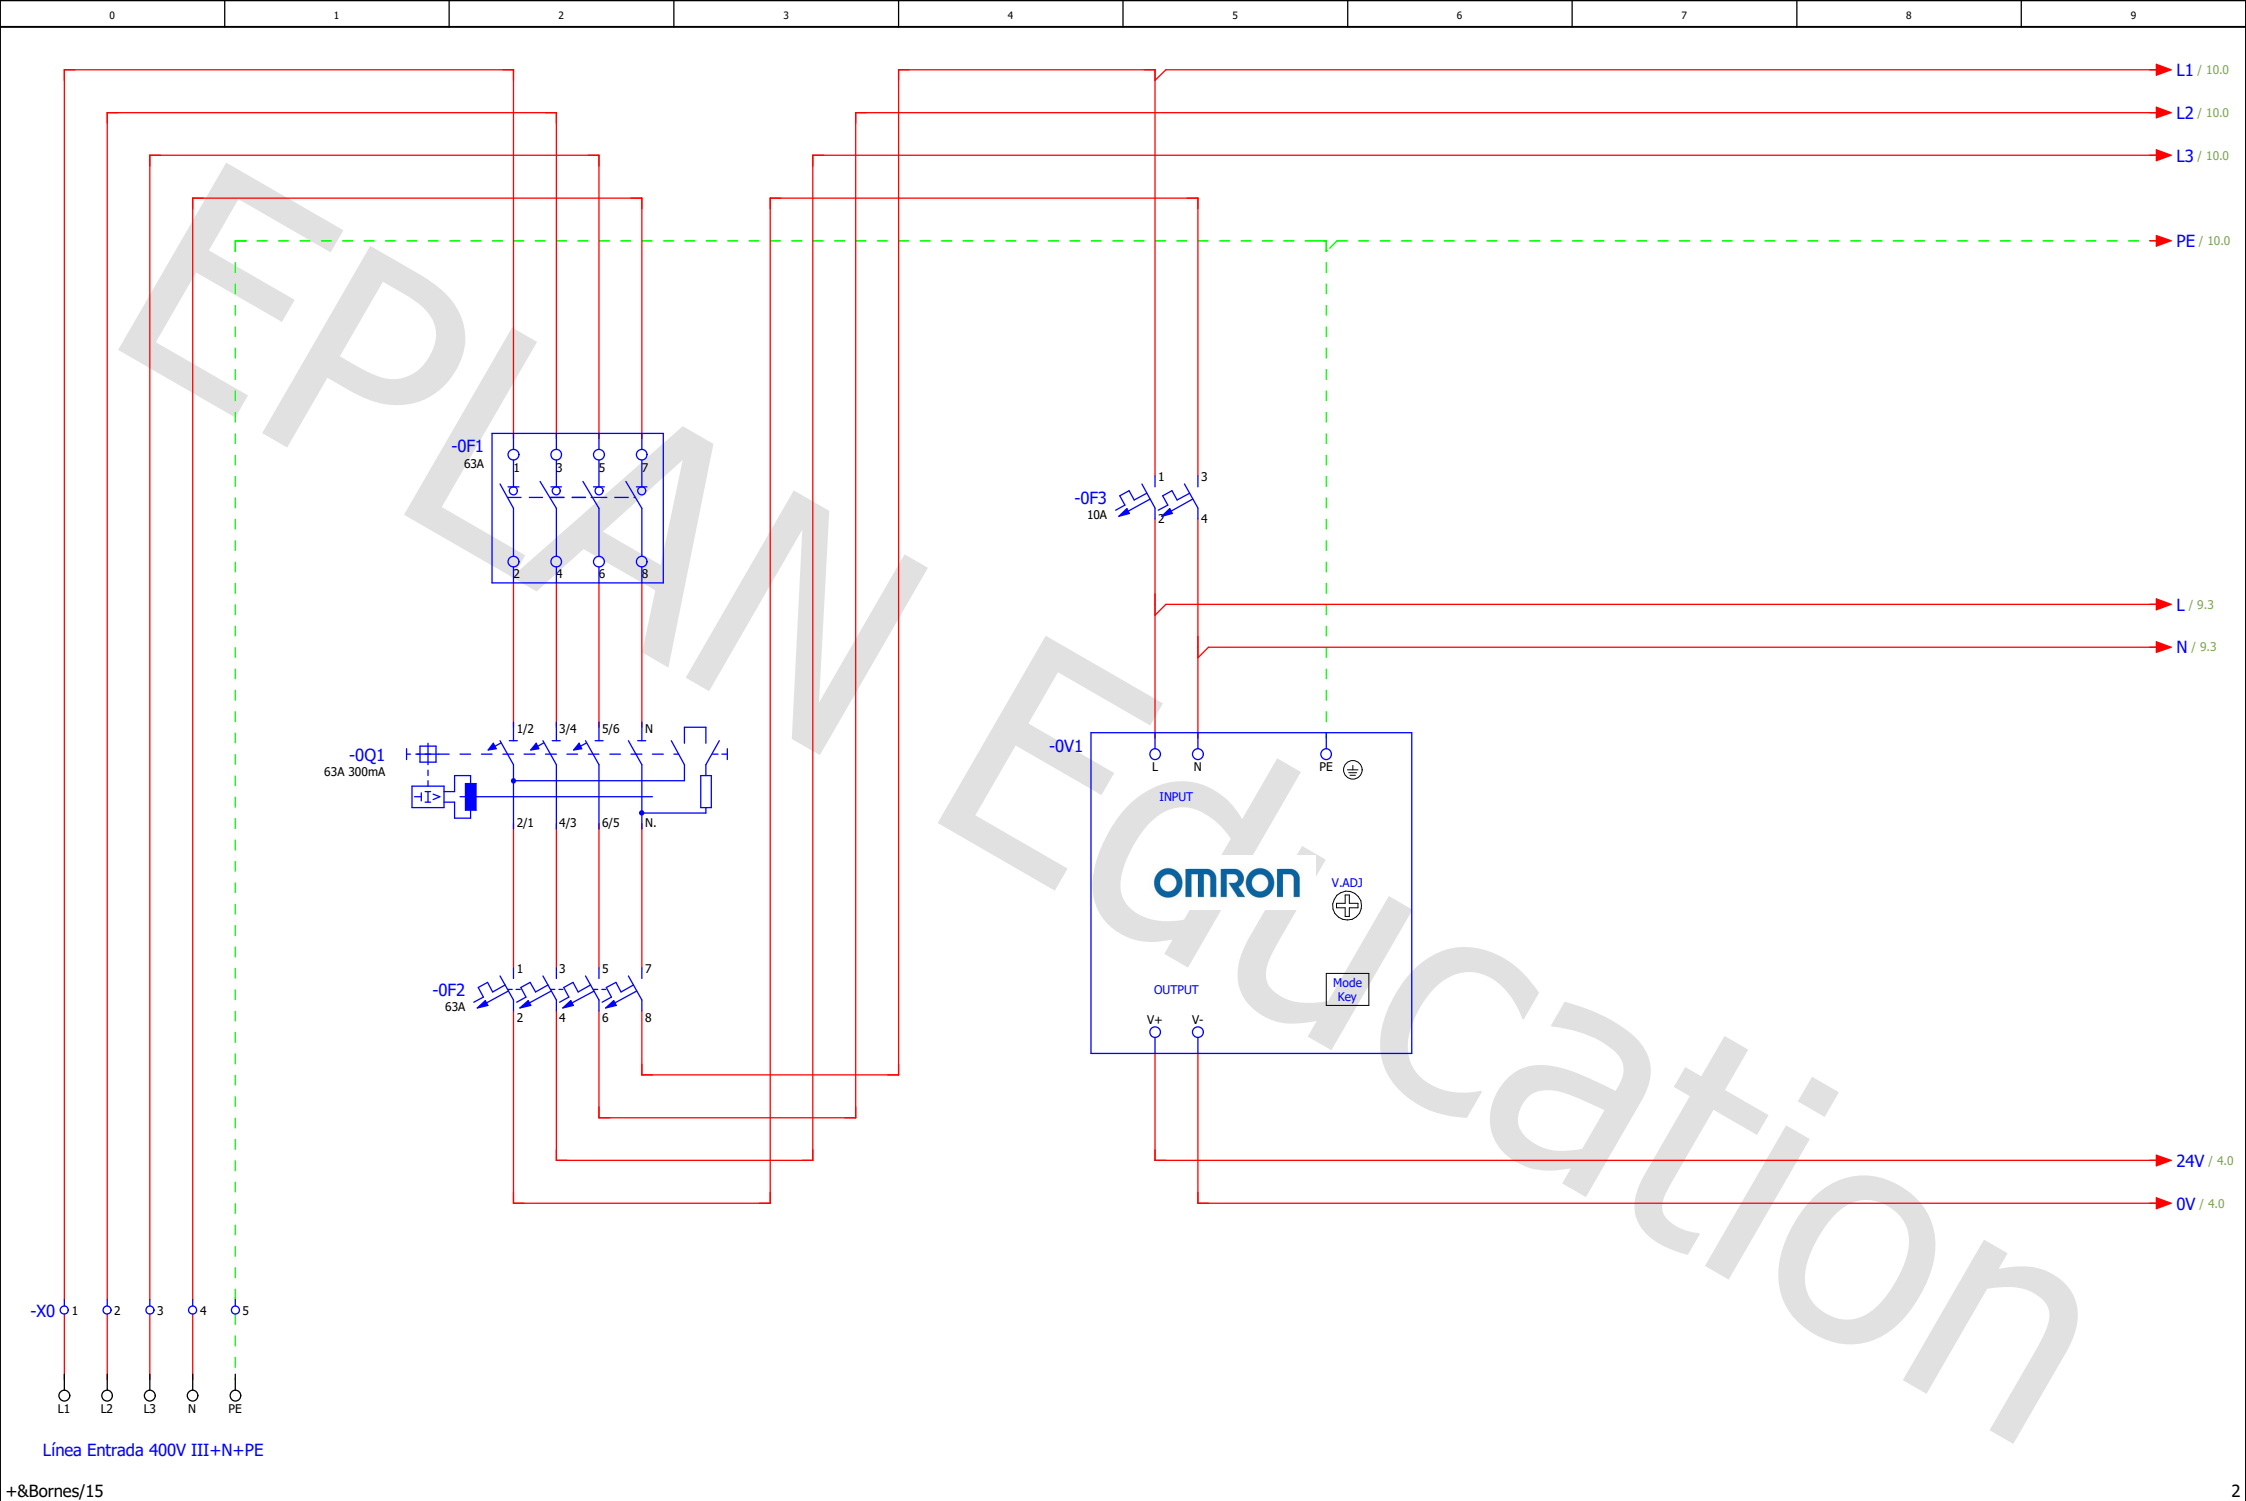 0 1 2 3 4 5 6 7 8 9
L1 / 10.0
L2 / 10.0
L3 / 10.0
PE / 10.0
EPLAN Education
-0F1
63A
1 3 5 7
2 4 6 8
-0F3
10A
1 3
2 4
L / 9.3
N / 9.3
-0Q1
63A 300mA
1/2 3/4 5/6 N
I>
2/1 4/3 6/5 N.
-0V1
L N PE
INPUT
OMRON
V.ADJ
Mode
Key
OUTPUT
V+ V-
-0F2
63A
1 3 5 7
2 4 6 8
24V / 4.0
0V / 4.0
-X0 1 2 3 4 5
L1 L2 L3 N PE
Línea Entrada 400V III+N+PE
+&Bornes/15
2